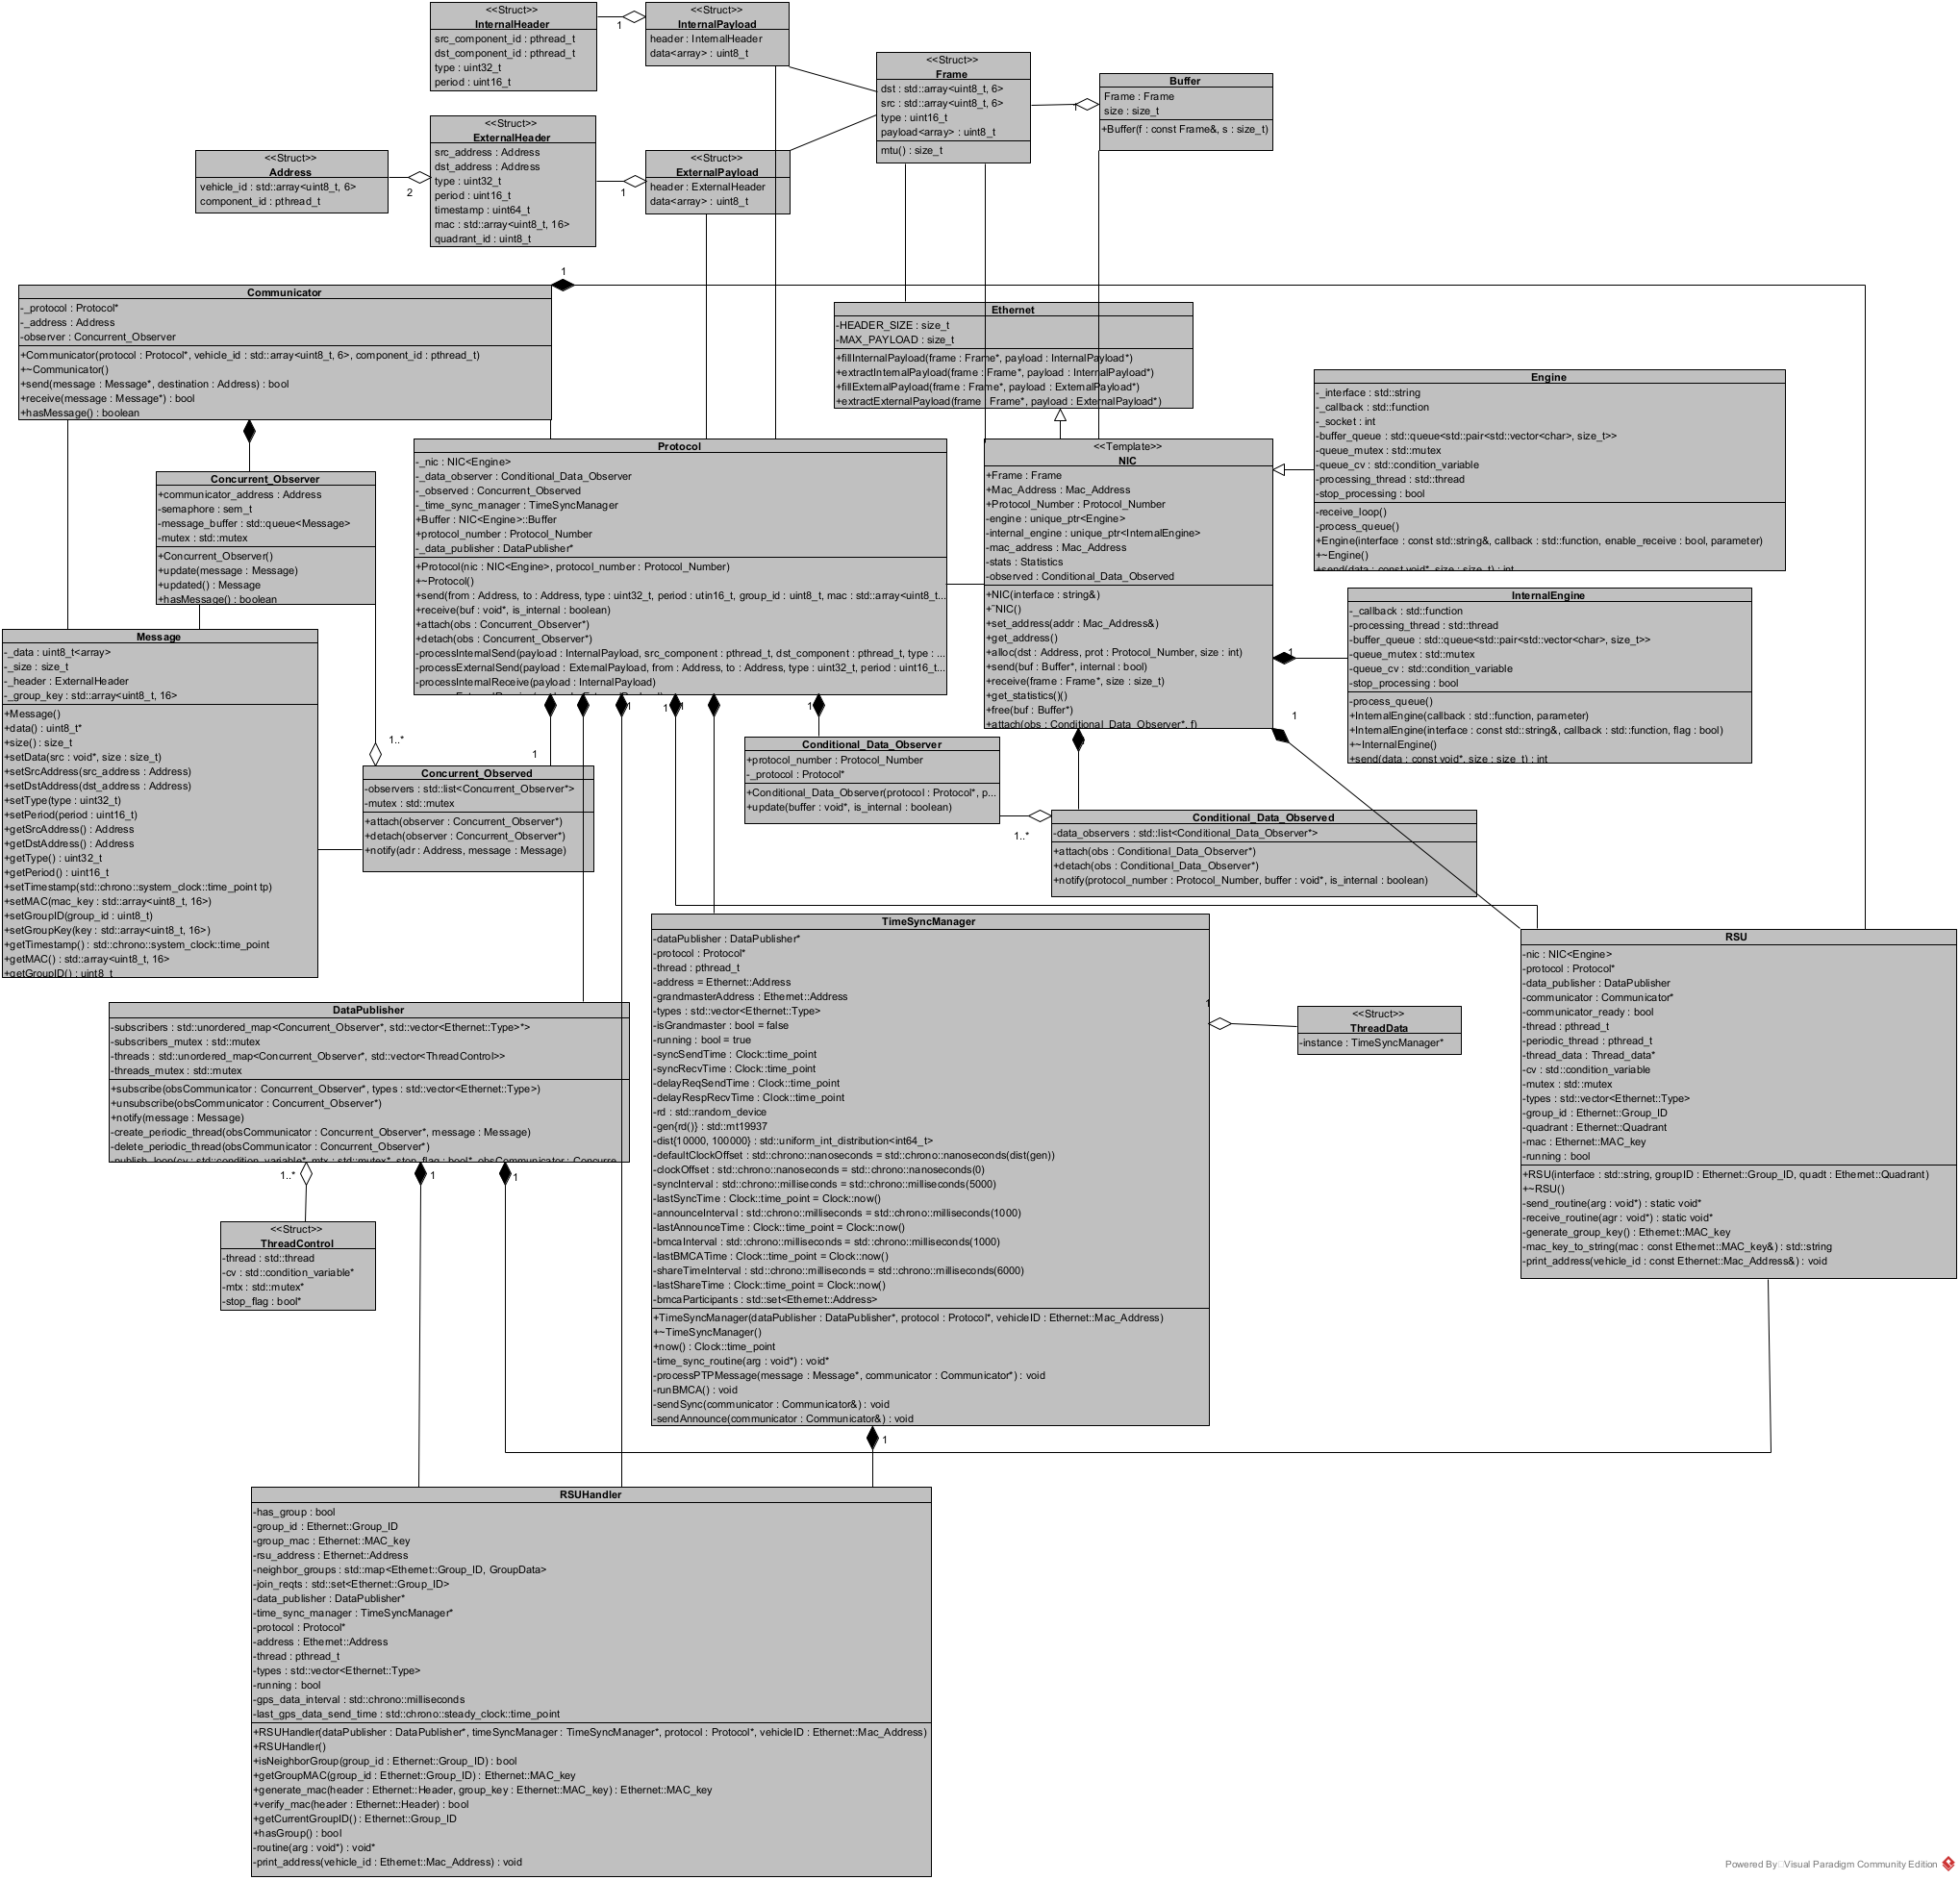 <<Struct>>
InternalHeader
src_component_id : pthread_t
dst_component_id : pthread_t
type : uint32_t
period : uint16_t
1
<<Struct>>
InternalPayload
header : InternalHeader
data<array> : uint8_t
<<Struct>>
Frame
dst : std::array<uint8_t, 6>
src : std::array<uint8_t, 6>
type : uint16_t
payload<array> : uint8_t
mtu() : size_t
1
Buffer
Frame : Frame
size : size_t
+Buffer(f : const Frame&, s : size_t)
<<Struct>>
Address
vehicle_id : std::array<uint8_t, 6>
component_id : pthread_t
2
<<Struct>>
ExternalHeader
src_address : Address
dst_address : Address
type : uint32_t
period : uint16_t
timestamp : uint64_t
mac : std::array<uint8_t, 16>
quadrant_id : uint8_t
1
<<Struct>>
ExternalPayload
header : ExternalHeader
data<array> : uint8_t
1
Communicator
-_protocol : Protocol*
-_address : Address
-observer : Concurrent_Observer
+Communicator(protocol : Protocol*, vehicle_id : std::array<uint8_t, 6>, component_id : pthread_t)
+~Communicator()
+send(message : Message*, destination : Address) : bool
+receive(message : Message*) : bool
+hasMessage() : boolean
Ethernet
-HEADER_SIZE : size_t
-MAX_PAYLOAD : size_t
+fillInternalPayload(frame : Frame*, payload : InternalPayload*)
+extractInternalPayload(frame : Frame*, payload : InternalPayload*)
+fillExternalPayload(frame : Frame*, payload : ExternalPayload*)
+extractExternalPayload(frame : Frame*, payload : ExternalPayload*)
Engine
-_interface : std::string
-_callback : std::function
-_socket : int
-buffer_queue : std::queue<std::pair<std::vector<char>, size_t>>
-queue_mutex : std::mutex
-queue_cv : std::condition_variable
-processing_thread : std::thread
-stop_processing : bool
-receive_loop()
-process_queue()
+Engine(interface : const std::string&, callback : std::function, enable_receive : bool, parameter)
+~Engine()
+send(data : const void*, size : size_t) : int
Concurrent_Observer
+communicator_address : Address
-semaphore : sem_t
-message_buffer : std::queue<Message>
-mutex : std::mutex
+Concurrent_Observer()
+update(message : Message)
+updated() : Message
+hasMessage() : boolean
Protocol
-_nic : NIC<Engine>
-_data_observer : Conditional_Data_Observer
-_observed : Concurrent_Observed
-_time_sync_manager : TimeSyncManager
+Buffer : NIC<Engine>::Buffer
+protocol_number : Protocol_Number
-_data_publisher : DataPublisher*
+Protocol(nic : NIC<Engine>, protocol_number : Protocol_Number)
+~Protocol()
+send(from : Address, to : Address, type : uint32_t, period : utin16_t, group_id : uint8_t, mac : std::array<uint8_t...
+receive(buf : void*, is_internal : boolean)
+attach(obs : Concurrent_Observer*)
+detach(obs : Concurrent_Observer*)
-processInternalSend(payload : InternalPayload, src_component : pthread_t, dst_component : pthread_t, type : ...
-processExternalSend(payload : ExternalPayload, from : Address, to : Address, type : uint32_t, period : uint16_t...
-processInternalReceive(payload : InternalPayload)
<<Template>>
NIC
+Frame : Frame
+Mac_Address : Mac_Address
+Protocol_Number : Protocol_Number
-engine : unique_ptr<Engine>
-internal_engine : unique_ptr<InternalEngine>
-mac_address : Mac_Address
-stats : Statistics
-observed : Conditional_Data_Observed
+NIC(interface : string&)
+~NIC()
+set_address(addr : Mac_Address&)
+get_address()
+alloc(dst : Address, prot : Protocol_Number, size : int)
+send(buf : Buffer*, internal : bool)
+receive(frame : Frame*, size : size_t)
+get_statistics()()
+free(buf : Buffer*)
+attach(obs : Conditional_Data_Observer*, f)
1
1
InternalEngine
-_callback : std::function
-processing_thread : std::thread
-buffer_queue : std::queue<std::pair<std::vector<char>, size_t>>
-queue_mutex : std::mutex
-queue_cv : std::condition_variable
-stop_processing : bool
-process_queue()
+InternalEngine(callback : std::function, parameter)
+InternalEngine(interface : const std::string&, callback : std::function, flag : bool)
+~InternalEngine()
+send(data : const void*, size : size_t) : int
Message
-_data : uint8_t<array>
-_size : size_t
-_header : ExternalHeader
-_group_key : std::array<uint8_t, 16>
+Message()
+data() : uint8_t*
+size() : size_t
+setData(src : void*, size : size_t)
+setSrcAddress(src_address : Address)
+setDstAddress(dst_address : Address)
+setType(type : uint32_t)
+setPeriod(period : uint16_t)
+getSrcAddress() : Address
+getDstAddress() : Address
+getType() : uint32_t
+getPeriod() : uint16_t
+setTimestamp(std::chrono::system_clock::time_point tp)
+setMAC(mac_key : std::array<uint8_t, 16>)
+setGroupID(group_id : uint8_t)
+setGroupKey(key : std::array<uint8_t, 16>)
+getTimestamp() : std::chrono::system_clock::time_point
+getMAC() : std::array<uint8_t, 16>
+getGroupID() : uint8_t
1..*
1
1
1
1
1
Concurrent_Observed
-observers : std::list<Concurrent_Observer*>
-mutex : std::mutex
+attach(observer : Concurrent_Observer*)
+detach(observer : Concurrent_Observer*)
+notify(adr : Address, message : Message)
Conditional_Data_Observer
+protocol_number : Protocol_Number
-_protocol : Protocol*
+Conditional_Data_Observer(protocol : Protocol*, p...
+update(buffer : void*, is_internal : boolean)
1..*
Conditional_Data_Observed
-data_observers : std::list<Conditional_Data_Observer*>
+attach(obs : Conditional_Data_Observer*)
+detach(obs : Conditional_Data_Observer*)
+notify(protocol_number : Protocol_Number, buffer : void*, is_internal : boolean)
TimeSyncManager
-dataPublisher : DataPublisher*
-protocol : Protocol*
-thread : pthread_t
-address = Ethernet::Address
-grandmasterAddress : Ethernet::Address
-types : std::vector<Ethernet::Type>
-isGrandmaster : bool = false
-running : bool = true
-syncSendTime : Clock::time_point
-syncRecvTime : Clock::time_point
-delayReqSendTime : Clock::time_point
-delayRespRecvTime : Clock::time_point
-rd : std::random_device
-gen{rd()} : std::mt19937
-dist{10000, 100000} : std::uniform_int_distribution<int64_t>
-defaultClockOffset : std::chrono::nanoseconds = std::chrono::nanoseconds(dist(gen))
-clockOffset : std::chrono::nanoseconds = std::chrono::nanoseconds(0)
-syncInterval : std::chrono::milliseconds = std::chrono::milliseconds(5000)
-lastSyncTime : Clock::time_point = Clock::now()
-announceInterval : std::chrono::milliseconds = std::chrono::milliseconds(1000)
-lastAnnounceTime : Clock::time_point = Clock::now()
-bmcaInterval : std::chrono::milliseconds = std::chrono::milliseconds(1000)
-lastBMCATime : Clock::time_point = Clock::now()
-shareTimeInterval : std::chrono::milliseconds = std::chrono::milliseconds(6000)
-lastShareTime : Clock::time_point = Clock::now()
-bmcaParticipants : std::set<Ethernet::Address>
+TimeSyncManager(dataPublisher : DataPublisher*, protocol : Protocol*, vehicleID : Ethernet::Mac_Address)
+~TimeSyncManager()
+now() : Clock::time_point
-time_sync_routine(arg : void*) : void*
-processPTPMessage(message : Message*, communicator : Communicator*) : void
-runBMCA() : void
-sendSync(communicator : Communicator&) : void
-sendAnnounce(communicator : Communicator&) : void
1
<<Struct>>
ThreadData
-instance : TimeSyncManager*
RSU
-nic : NIC<Engine>
-protocol : Protocol*
-data_publisher : DataPublisher
-communicator : Communicator*
-communicator_ready : bool
-thread : pthread_t
-periodic_thread : pthread_t
-thread_data : Thread_data*
-cv : std::condition_variable
-mutex : std::mutex
-types : std::vector<Ethernet::Type>
-group_id : Ethernet::Group_ID
-quadrant : Ethernet::Quadrant
-mac : Ethernet::MAC_key
-running : bool
+RSU(interface : std::string, groupID : Ethernet::Group_ID, quadt : Ethernet::Quadrant)
+~RSU()
-send_routine(arg : void*) : static void*
-receive_routine(agr : void*) : static void*
-generate_group_key() : Ethernet::MAC_key
-mac_key_to_string(mac : const Ethernet::MAC_key&) : std::string
-print_address(vehicle_id : const Ethernet::Mac_Address&) : void
DataPublisher
-subscribers : std::unordered_map<Concurrent_Observer*, std::vector<Ethernet::Type>*>
-subscribers_mutex : std::mutex
-threads : std::unordered_map<Concurrent_Observer*, std::vector<ThreadControl>>
-threads_mutex : std::mutex
+subscribe(obsCommunicator : Concurrent_Observer*, types : std::vector<Ethernet::Type>)
+unsubscribe(obsCommunicator : Concurrent_Observer*)
+notify(message : Message)
-create_periodic_thread(obsCommunicator : Concurrent_Observer*, message : Message)
-delete_periodic_thread(obsCommunicator : Concurrent_Observer*)
-publish_loop(cv : std::condition_variable*, mtx : std::mutex*, stop_flag : bool*, obsCommunicator : Concurre
1..*
1
1
<<Struct>>
ThreadControl
-thread : std::thread
-cv : std::condition_variable*
-mtx : std::mutex*
-stop_flag : bool*
1
RSUHandler
-has_group : bool
-group_id : Ethernet::Group_ID
-group_mac : Ethernet::MAC_key
-rsu_address : Ethernet::Address
-neighbor_groups : std::map<Ethernet::Group_ID, GroupData>
-join_reqts : std::set<Ethernet::Group_ID>
-data_publisher : DataPublisher*
-time_sync_manager : TimeSyncManager*
-protocol : Protocol*
-address : Ethernet::Address
-thread : pthread_t
-types : std::vector<Ethernet::Type>
-running : bool
-gps_data_interval : std::chrono::milliseconds
-last_gps_data_send_time : std::chrono::steady_clock::time_point
+RSUHandler(dataPublisher : DataPublisher*, timeSyncManager : TimeSyncManager*, protocol : Protocol*, vehicleID : Ethernet::Mac_Address)
+RSUHandler()
+isNeighborGroup(group_id : Ethernet::Group_ID) : bool
+getGroupMAC(group_id : Ethernet::Group_ID) : Ethernet::MAC_key
+generate_mac(header : Ethernet::Header, group_key : Ethernet::MAC_key) : Ethernet::MAC_key
+verify_mac(header : Ethernet::Header) : bool
+getCurrentGroupID() : Ethernet::Group_ID
+hasGroup() : bool
-routine(arg : void*) : void*
-print_address(vehicle_id : Ethernet::Mac_Address) : void
Powered By Visual Paradigm Community Edition